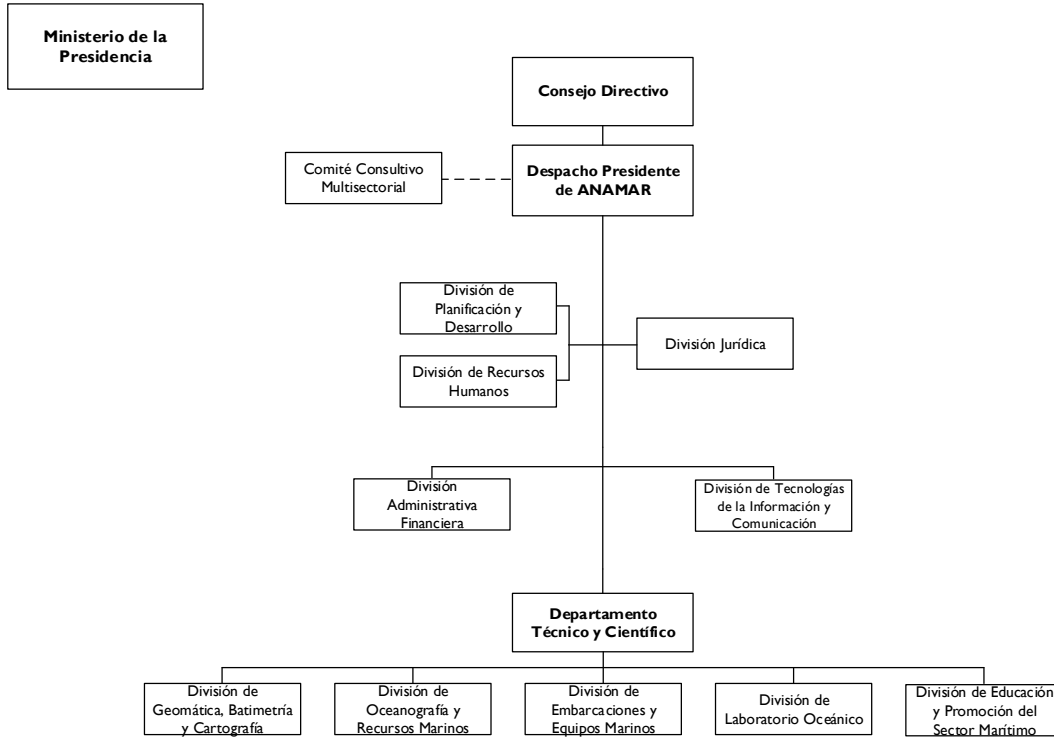 Ministerio de la
Presidencia
Consejo Directivo
Comité Consultivo
Multisectorial
Despacho Presidente
de ANAMAR
División de
Planificación y
Desarrollo
División Jurídica
División de Recursos
Humanos
División
Administrativa
Financiera
División de Tecnologías
de la Información y
Comunicación
Departamento
Técnico y Científico
División de
Geomática, Batimetría
y Cartografía
División de
Oceanografía y
Recursos Marinos
División de
Embarcaciones y
Equipos Marinos
División de
Laboratorio Oceánico
División de Educación
y Promoción del
Sector Marítimo